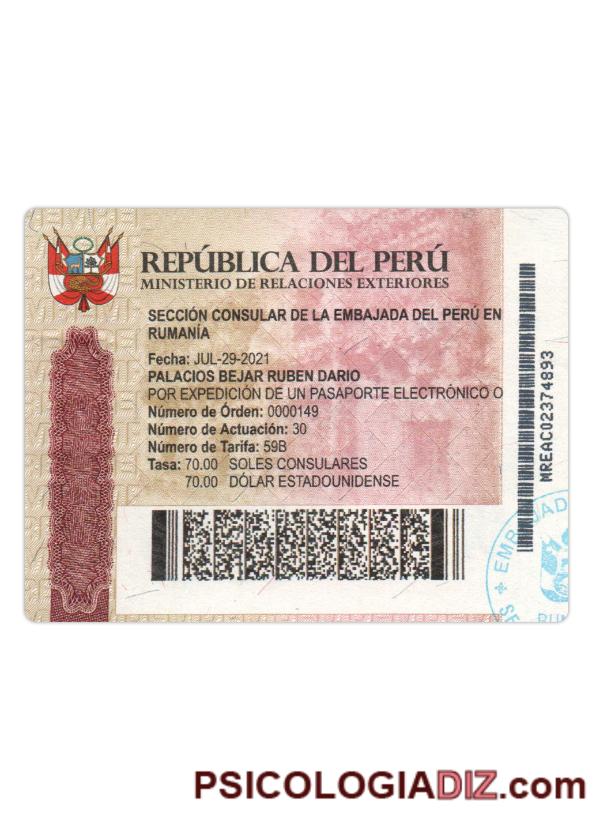 REPÚBLICA DEL PERÚ
MINISTERIO DE RELACIONES EXTERIORES
SECCIÓN CONSULAR DE LA EMBAJADA DEL PERÚ EN
RUMANÍA
Fecha: JUL-29-2021
PALACIOS BEJAR RUBEN DARIO
POR EXPEDICIÓN DE UN PASAPORTE ELECTRÓNICO O
Número de Órden: 0000149
Número de Actuación: 30
Número de Tarifa: 59B
Tasa: 70.00 SOLES CONSULARES
70.00 DÓLAR ESTADOUNIDENSE
MREAC02374893
EMBAJAD
PSICOLOGIADIZ.com